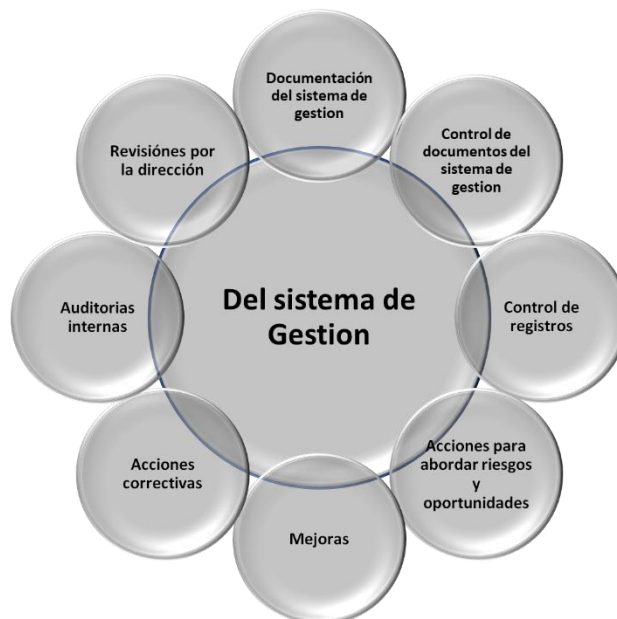 Documentación
del sistema de
gestion
Control de
documentos del
sistema de
gestion
Control de
registros
Acciones para
abordar riesgos
y
oportunidades
Mejoras
Acciones
correctivas
Auditorias
internas
Revisiónes por
la dirección
Del sistema de
Gestion